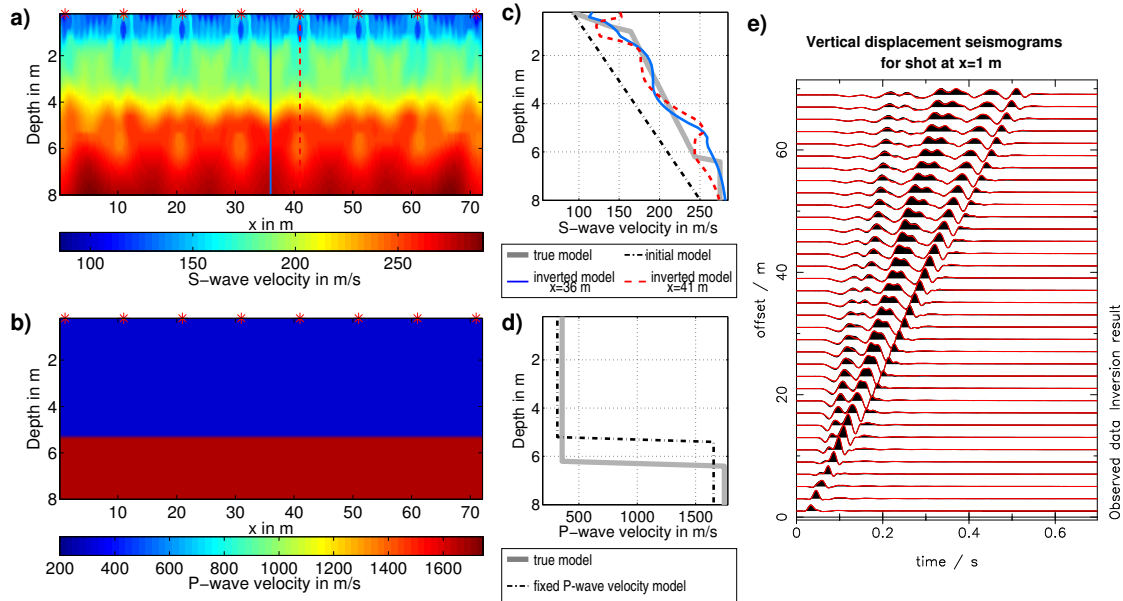 a)
Depth in m
2
4
6
8
10 20 30 40 50 60 70
x in m
100 150 200 250
S-wave velocity in m/s
b)
Depth in m
2
4
6
8
10 20 30 40 50 60 70
x in m
200 400 600 800 1000 1200 1400 1600
P-wave velocity in m/s
c)
Depth in m
2
4
6
8
100 150 200 250
S-wave velocity in m/s
true model
initial model
inverted model
x=36 m
inverted model
x=41 m
d)
Depth in m
2
4
6
8
500 1000 1500
P-wave velocity in m/s
true model
fixed P-wave velocity model
e)
Vertical displacement seismograms
for shot at x=1 m
offset / m
0
20
40
60
0 0.2 0.4 0.6
time / s
Observed data Inversion result